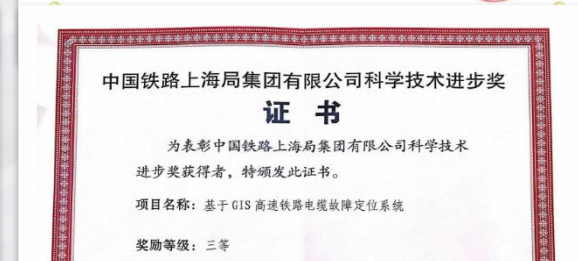 中国铁路上海局集团有限公司科学技术进步奖
证 书
为表彰中国铁路上海局集团有限公司科学技术
进步奖获得者，特颁发此证书。
项目名称：基于 GIS 高速铁路电缆故障定位系统
奖励等级：三等